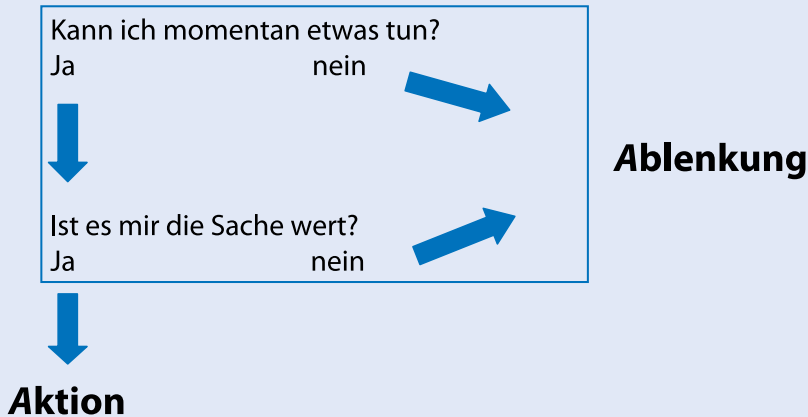 Kann ich momentan etwas tun?
Ja nein
Ablenkung
Ist es mir die Sache wert?
Ja nein
Aktion